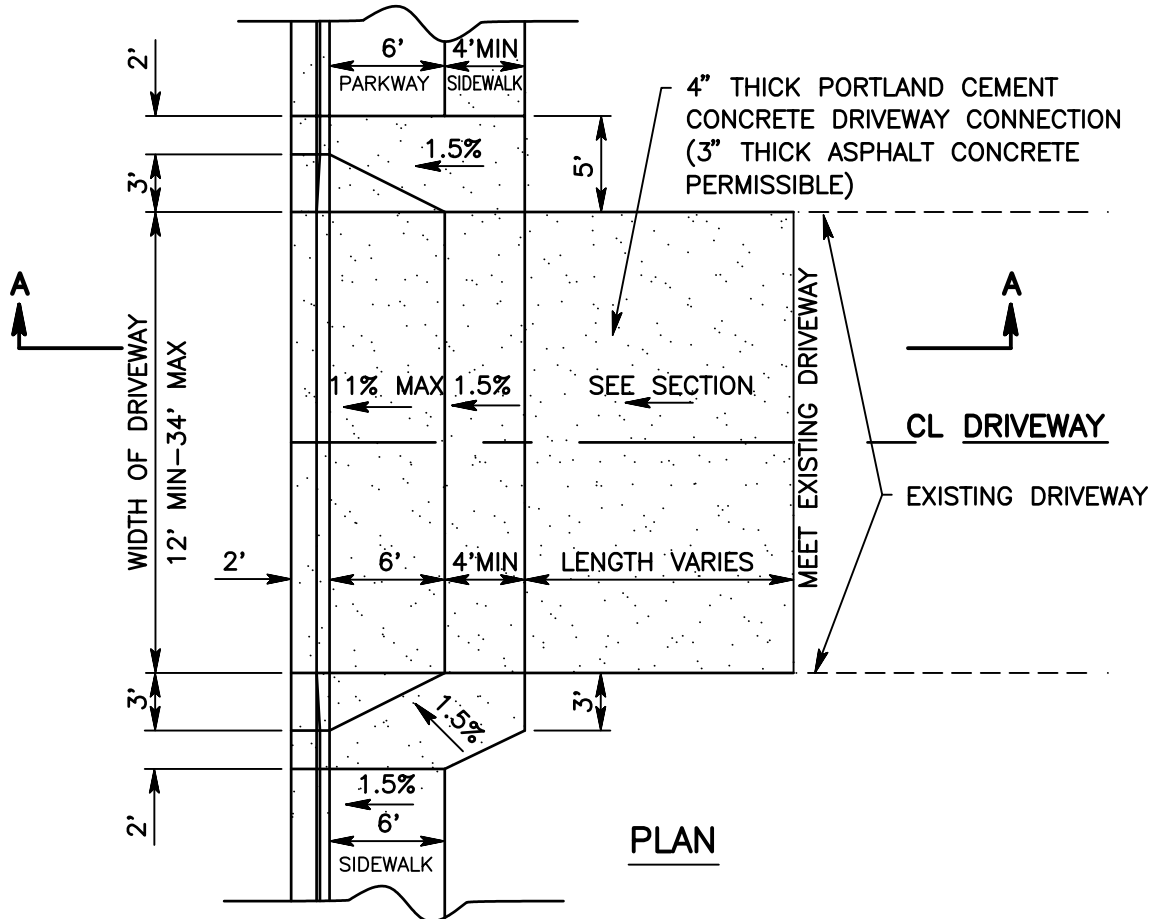 6' 4'MIN
PARKWAY SIDEWALK
2'
4" THICK PORTLAND CEMENT
CONCRETE DRIVEWAY CONNECTION
(3" THICK ASPHALT CONCRETE
PERMISSIBLE)
1.5%
5'
3'
A A
WIDTH OF DRIVEWAY
12' MIN-34' MAX
11% MAX 1.5% SEE SECTION
MEET EXISTING DRIVEWAY
CL DRIVEWAY
EXISTING DRIVEWAY
2' 6' 4'MIN LENGTH VARIES
3' 1.5% 3'
1.5%
2' 6'
SIDEWALK
PLAN